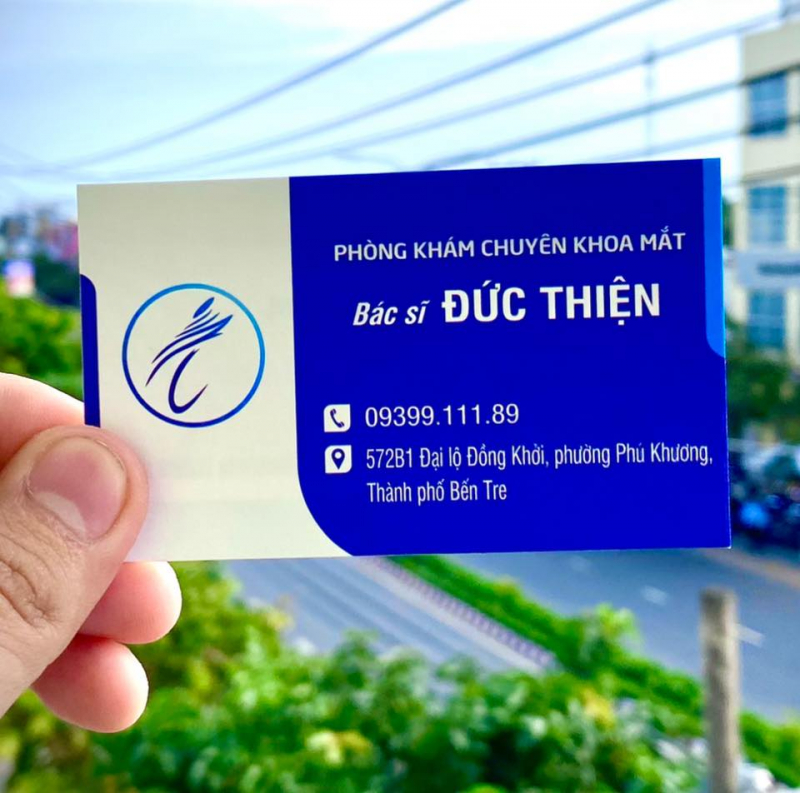 PHÒNG KHÁM CHUYÊN KHOA MẮT
Bác sĩ ĐỨC THIỆN
09399.111.89
572B1 Đại lộ Đồng Khởi, phường Phú Khương,
Thành phố Bến Tre